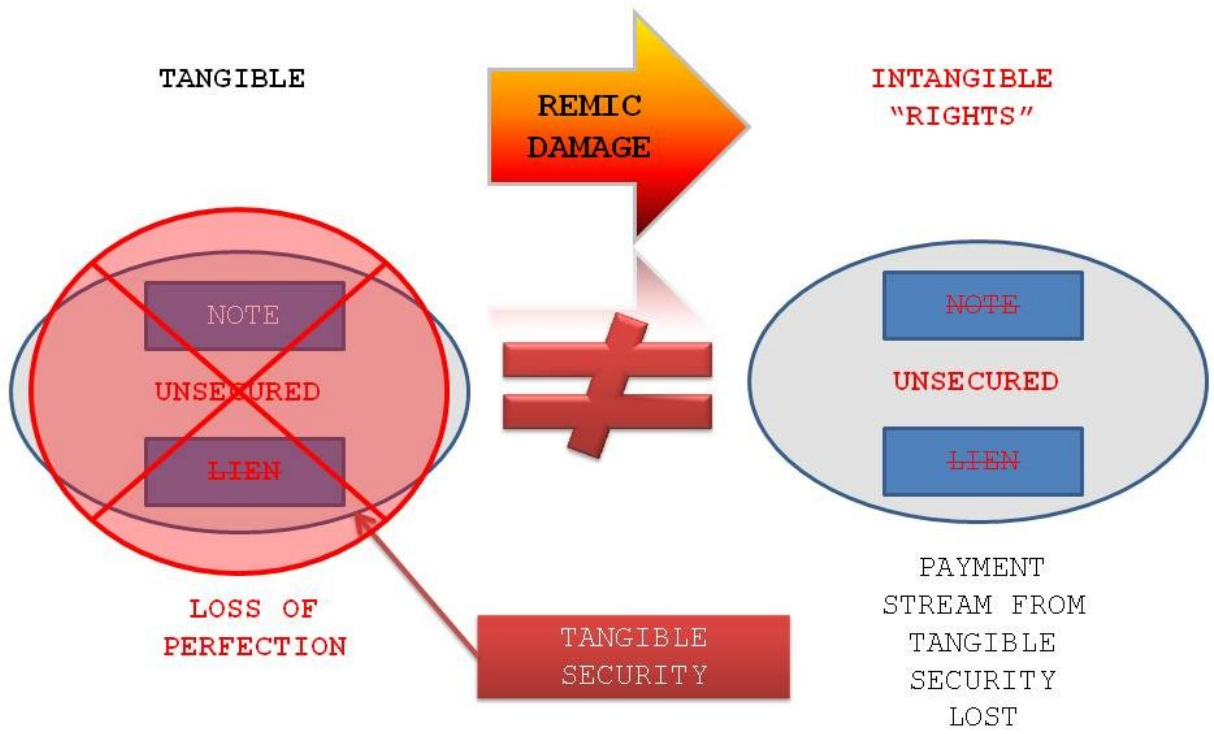 TANGIBLE
REMIC
DAMAGE
INTANGIBLE
“RIGHTS”
NOTE
UNSECURED
LIEN
LOSS OF
PERFECTION
TANGIBLE
SECURITY
NOTE
UNSECURED
LIEN
PAYMENT
STREAM FROM
TANGIBLE
SECURITY
LOST